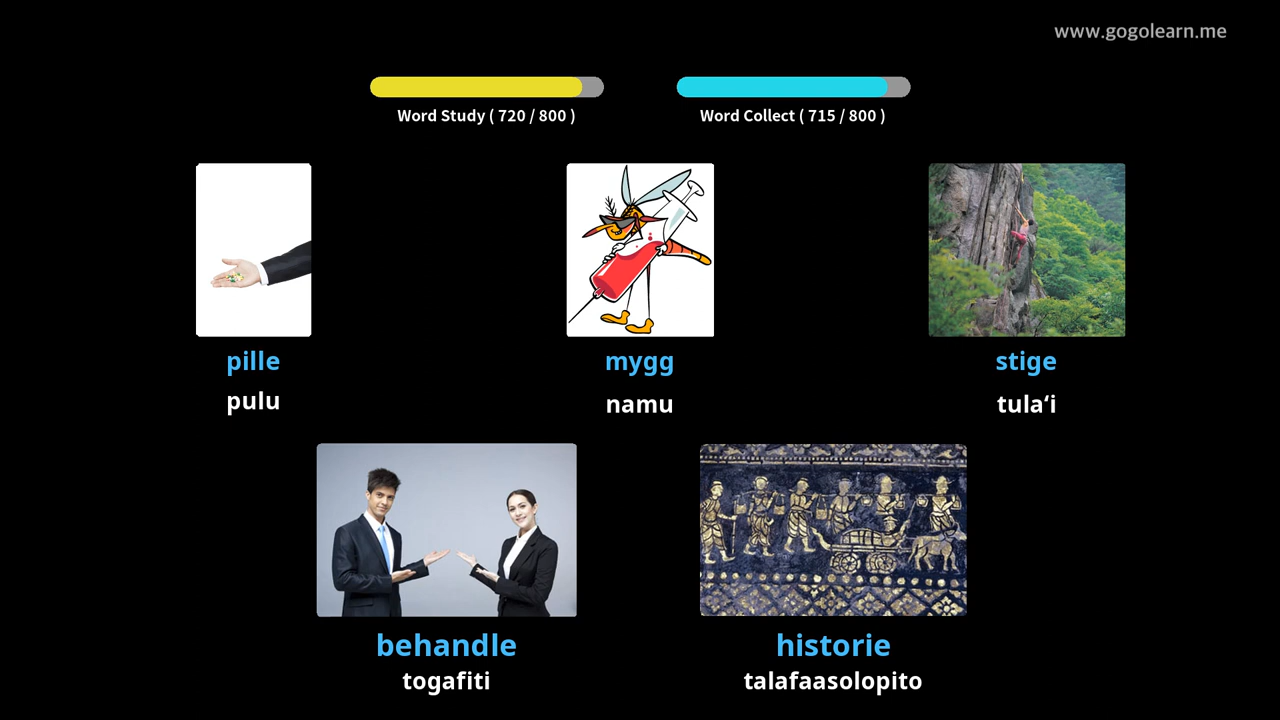 www.gogolearn.me
Word Study ( 720 / 800 )
Word Collect ( 715 / 800 )
pille
mygg
stige
pulu
namu
tulaʻi
behandle
historie
togafiti
talafaasolopito